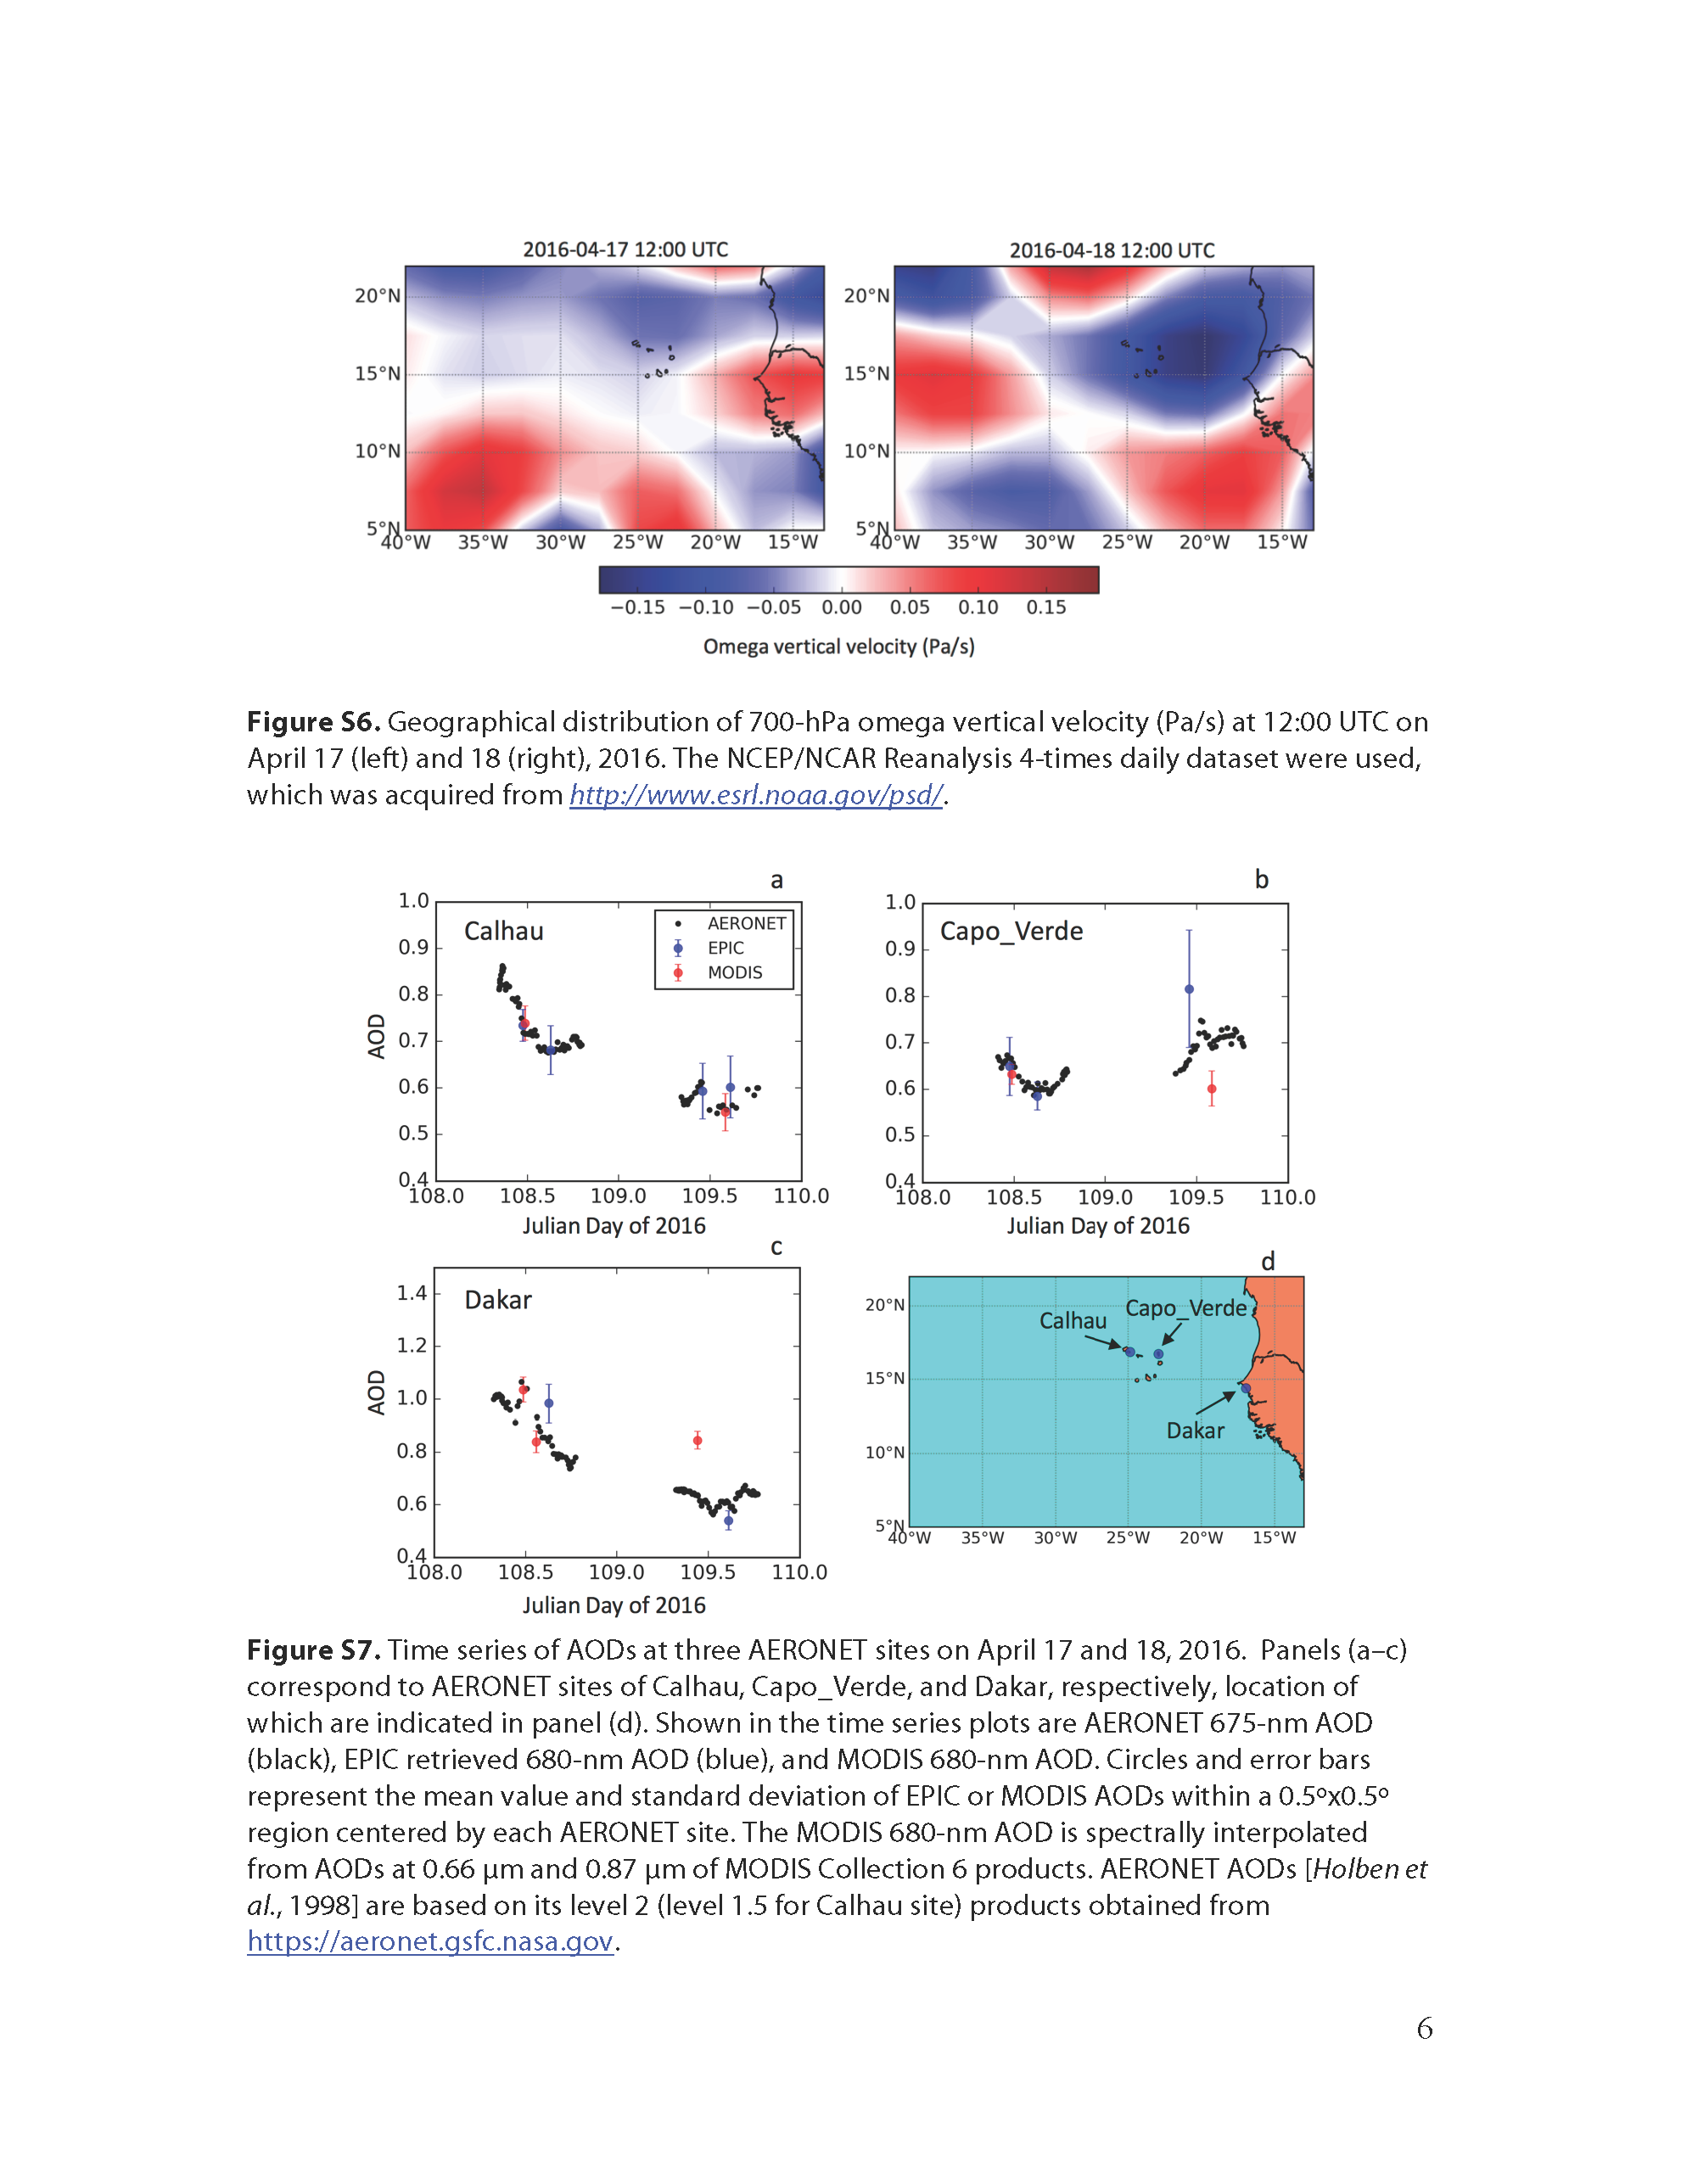 2016-04-17 12:00 UTC
2016-04-18 12:00 UTC
20°N
15°N
10°N
5°N
40°W 35°W 30°W 25°W 20°W 15°W
20°N
15°N
10°N
5°N
40°W 35°W 30°W 25°W 20°W 15°W
−0.15 −0.10 −0.05 0.00 0.05 0.10 0.15
Omega vertical velocity (Pa/s)
Figure S6. Geographical distribution of 700-hPa omega vertical velocity (Pa/s) at 12:00 UTC on
April 17 (left) and 18 (right), 2016. The NCEP/NCAR Reanalysis 4-times daily dataset were used,
which was acquired from http://www.esrl.noaa.gov/psd/.
a
Calhau
AERONET
EPIC
MODIS
1.0
0.9
0.8
0.7
0.6
0.5
0.4
AOD
108.0 108.5 109.0 109.5 110.0
Julian Day of 2016
b
Capo_Verde
1.0
0.9
0.8
0.7
0.6
0.5
0.4
108.0 108.5 109.0 109.5 110.0
Julian Day of 2016
c
Dakar
1.4
1.2
1.0
0.8
0.6
0.4
AOD
108.0 108.5 109.0 109.5 110.0
Julian Day of 2016
d
Calhau
Capo_Verde
Dakar
20°N
15°N
10°N
5°N
40°W 35°W 30°W 25°W 20°W 15°W
Figure S7. Time series of AODs at three AERONET sites on April 17 and 18, 2016. Panels (a–c)
correspond to AERONET sites of Calhau, Capo_Verde, and Dakar, respectively, location of
which are indicated in panel (d). Shown in the time series plots are AERONET 675-nm AOD
(black), EPIC retrieved 680-nm AOD (blue), and MODIS 680-nm AOD. Circles and error bars
represent the mean value and standard deviation of EPIC or MODIS AODs within a 0.5ºx0.5º
region centered by each AERONET site. The MODIS 680-nm AOD is spectrally interpolated
from AODs at 0.66 μm and 0.87 μm of MODIS Collection 6 products. AERONET AODs [Holben et
al., 1998] are based on its level 2 (level 1.5 for Calhau site) products obtained from
https://aeronet.gsfc.nasa.gov.
6